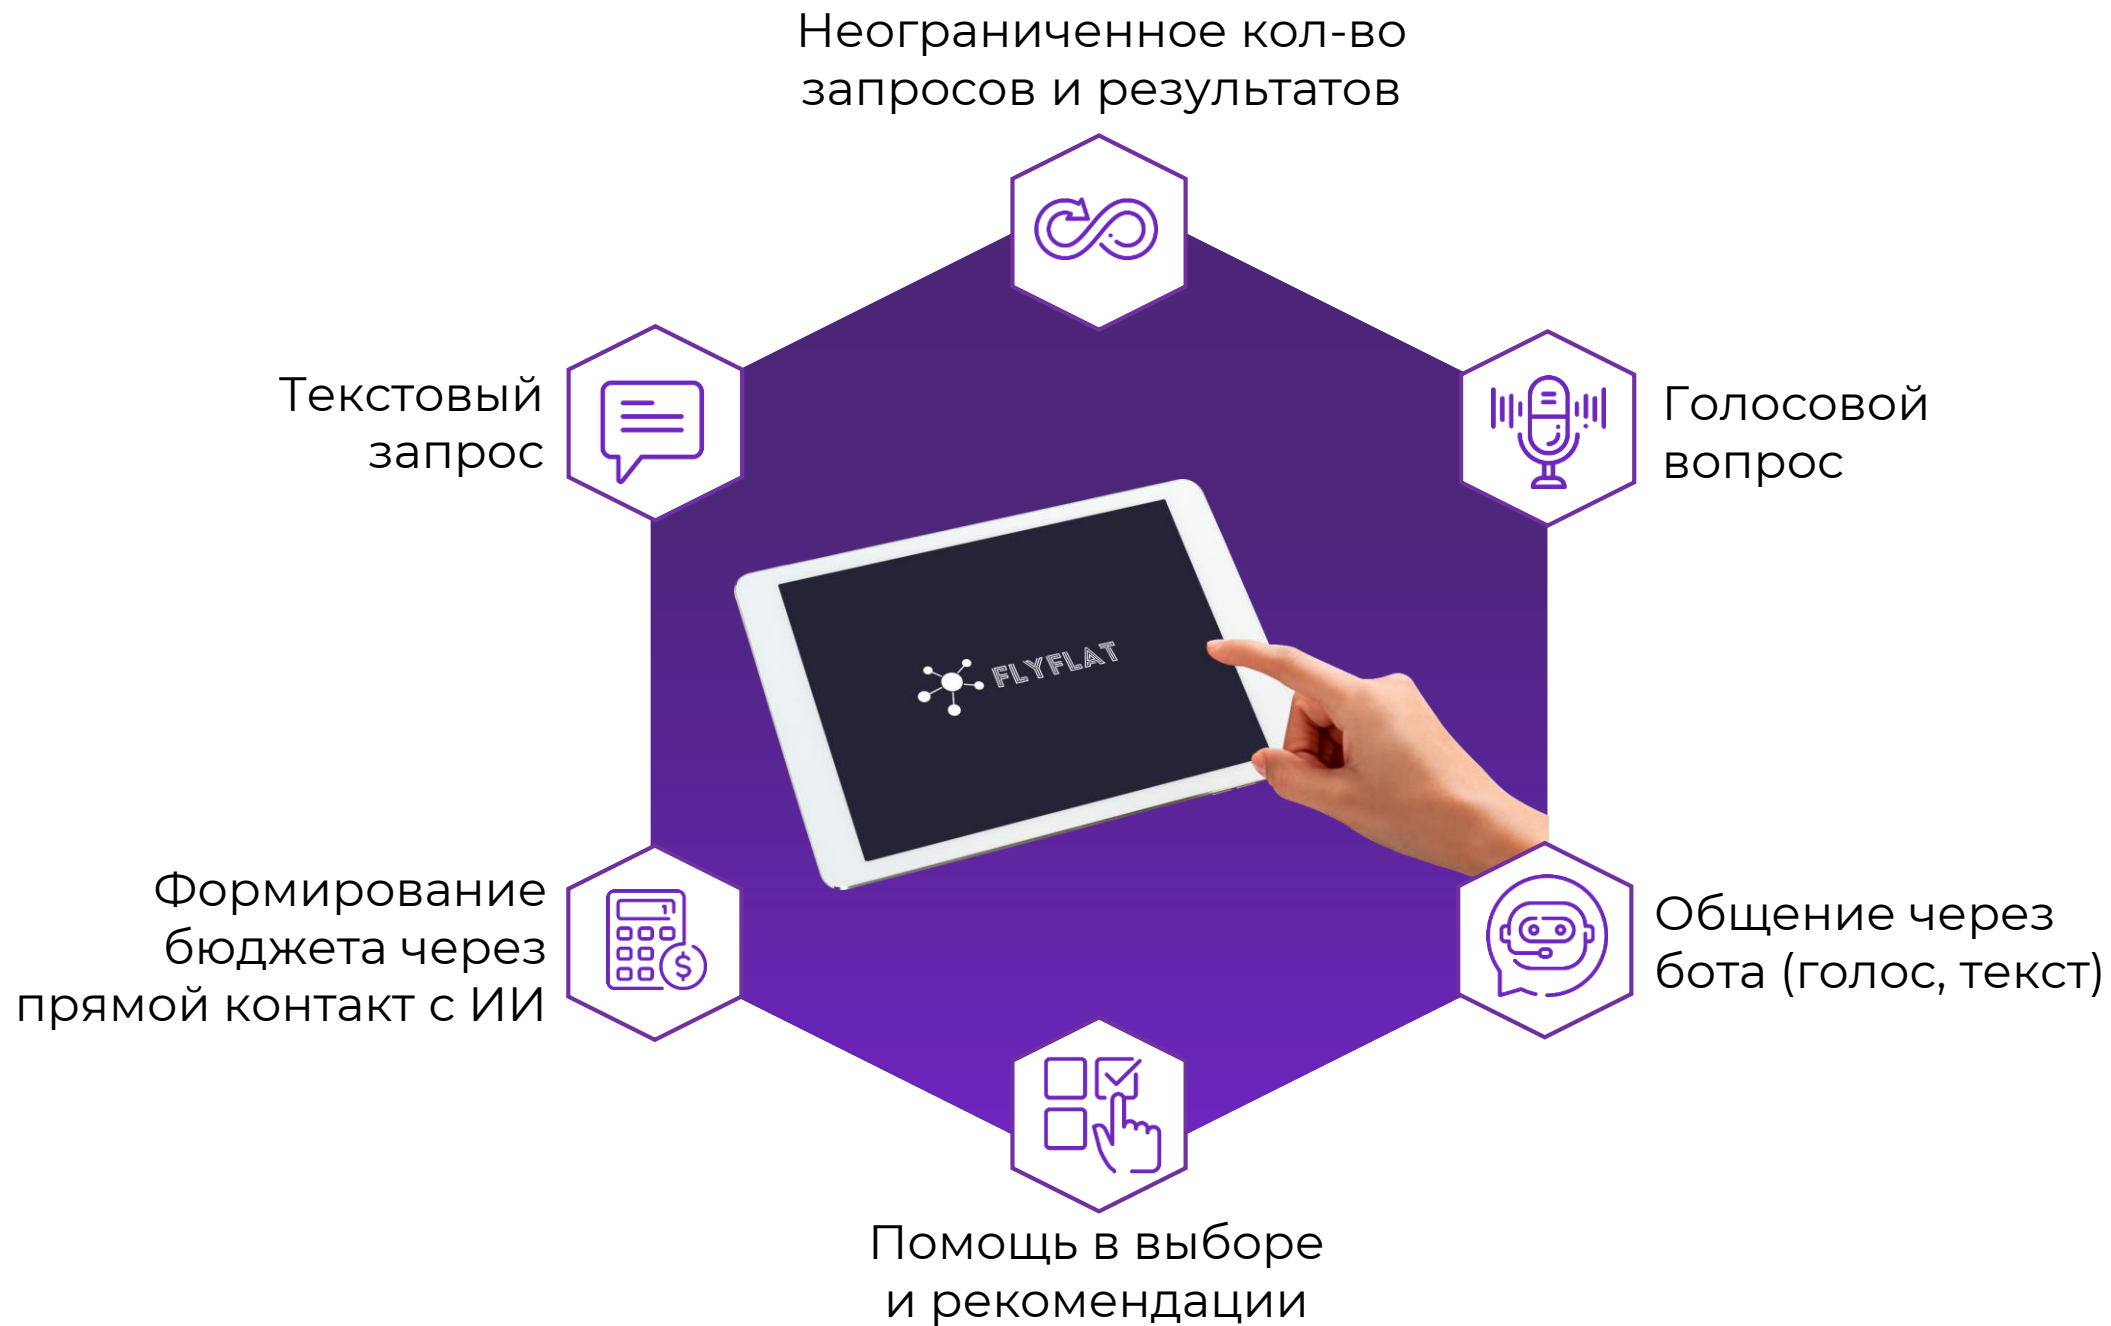 Неограниченное кол-во
запросов и результатов
Текстовый
запрос
Голосовой
вопрос
FLYFLAT
Формирование
бюджета через
прямой контакт с ИИ
Общение через
бота (голос, текст)
Помощь в выборе
и рекомендации